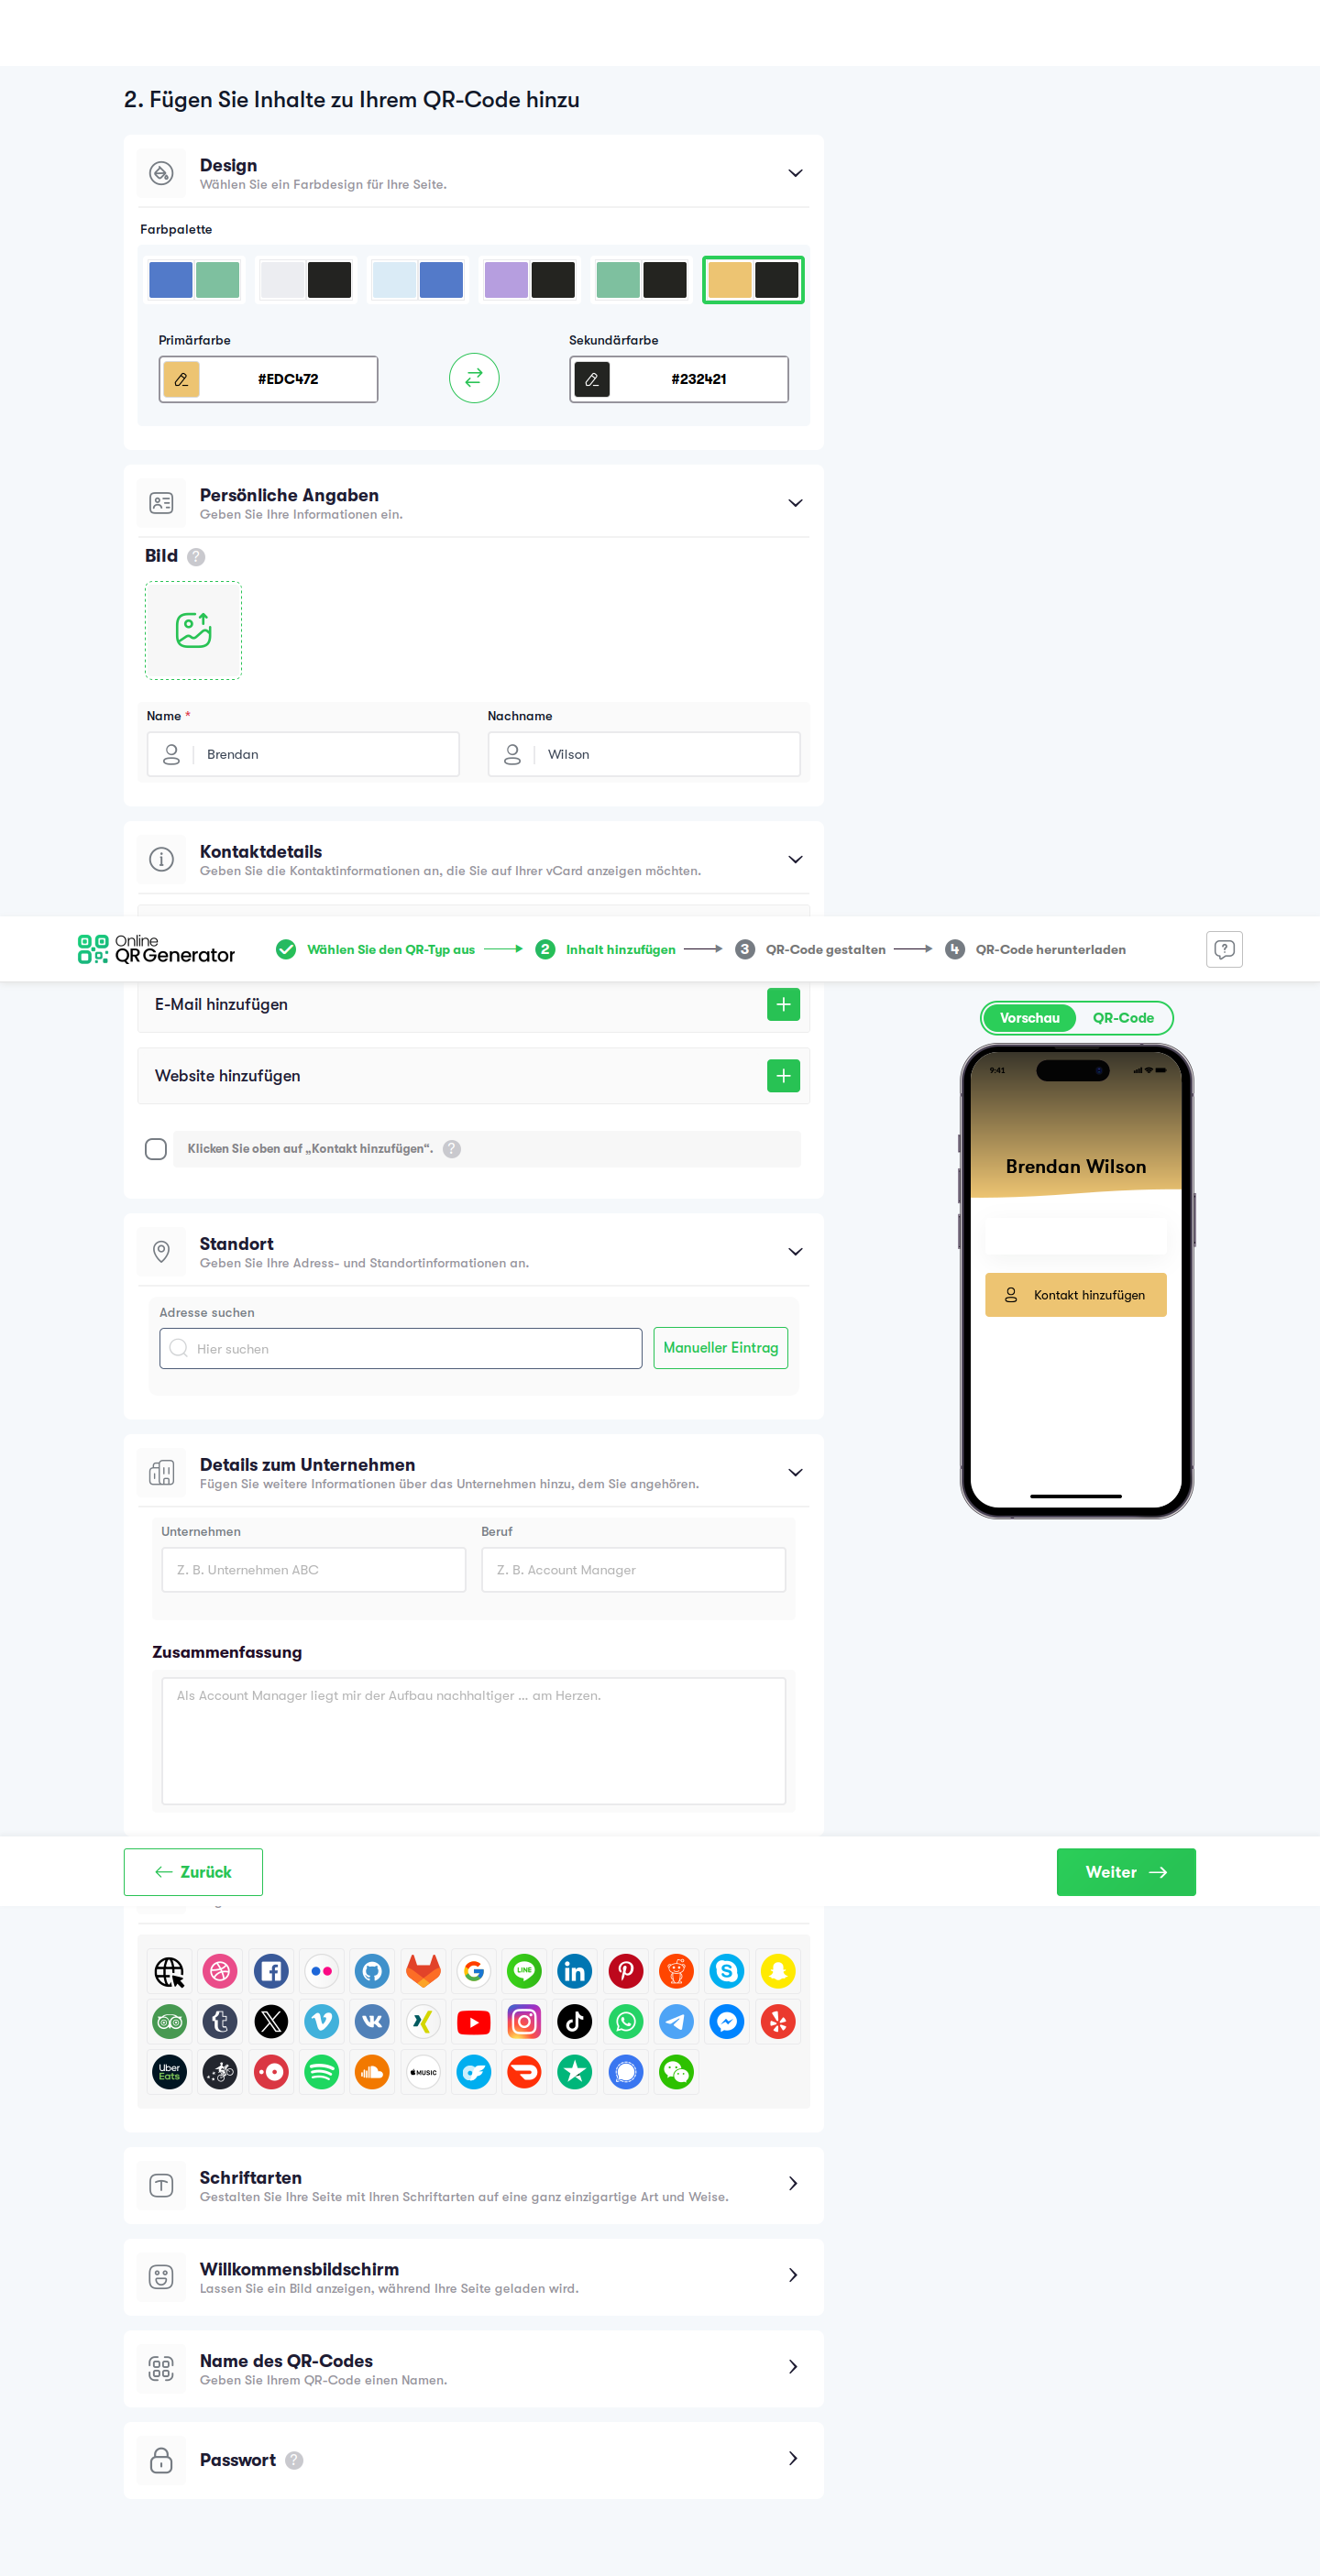 2. Fügen Sie Inhalte zu Ihrem QR-Code hinzu
Design
Wählen Sie ein Farbdesign für Ihre Seite.
Farbpalette
Primärfarbe
Sekundärfarbe
#EDC472
#232421
Persönliche Angaben
Geben Sie Ihre Informationen ein.
Bild ?
Name *
Nachname
Brendan
Wilson
Kontaktdetails
Geben Sie die Kontaktinformationen an, die Sie auf Ihrer vCard anzeigen möchten.
Online
QR Generator
Wählen Sie den QR-Typ aus
2 Inhalt hinzufügen
3 QR-Code gestalten
4 QR-Code herunterladen
E-Mail hinzufügen
Website hinzufügen
Klicken Sie oben auf „Kontakt hinzufügen“. ?
Vorschau
QR-Code
9:41
Brendan Wilson
Kontakt hinzufügen
Standort
Geben Sie Ihre Adress- und Standortinformationen an.
Adresse suchen
Hier suchen
Manueller Eintrag
Details zum Unternehmen
Fügen Sie weitere Informationen über das Unternehmen hinzu, dem Sie angehören.
Unternehmen
Beruf
Z. B. Unternehmen ABC
Z. B. Account Manager
Zusammenfassung
Als Account Manager liegt mir der Aufbau nachhaltiger ... am Herzen.
Zurück
Weiter
LINE
Uber Eats
MUSIC
Schriftarten
Gestalten Sie Ihre Seite mit Ihren Schriftarten auf eine ganz einzigartige Art und Weise.
Willkommensbildschirm
Lassen Sie ein Bild anzeigen, während Ihre Seite geladen wird.
Name des QR-Codes
Geben Sie Ihrem QR-Code einen Namen.
Passwort ?